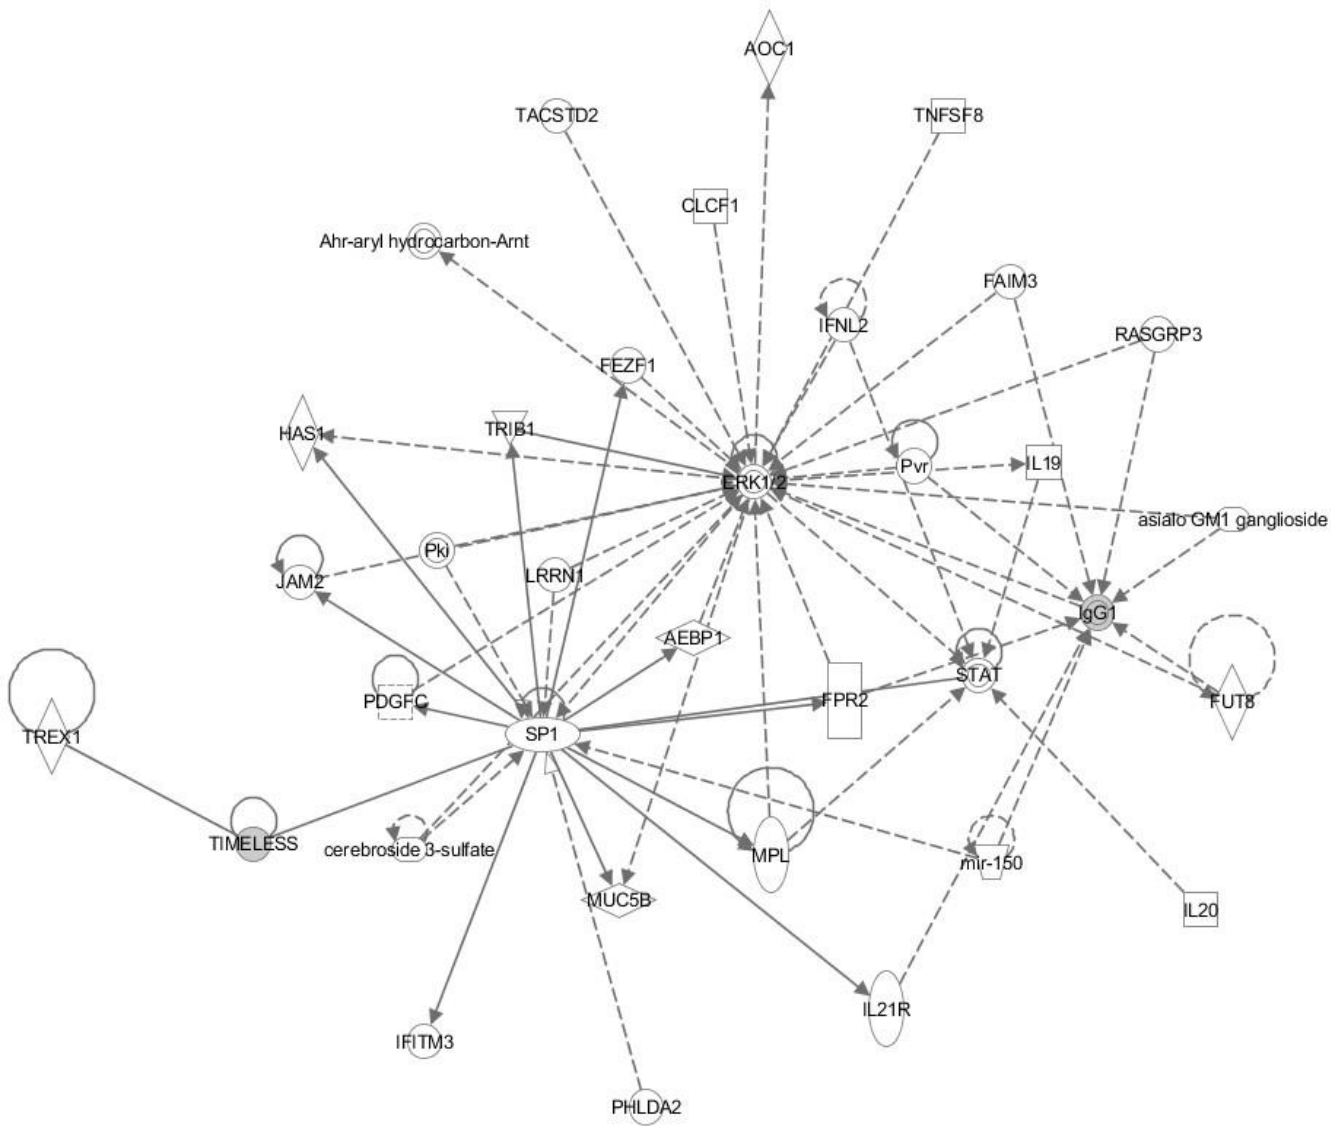 AOC1
TACSTD2
TNFSF8
CLCF1
Ahr-aryl hydrocarbon-Arnt
FAIM3
IFNL2
RASGRP3
FEZF1
HAS1
TRIB1
Pvr
IL19
ERK1/2
asialo GM1 ganglioside
Pki
LRRN1
JAM2
IgG1
AEBP1
STAT
PDGFC
FPR2
FUT8
TREX1
SP1
TIMELESS
cerebroside 3-sulfate
MPL
mir-150
MUC5B
IL20
IL21R
IFITM3
PHLDA2